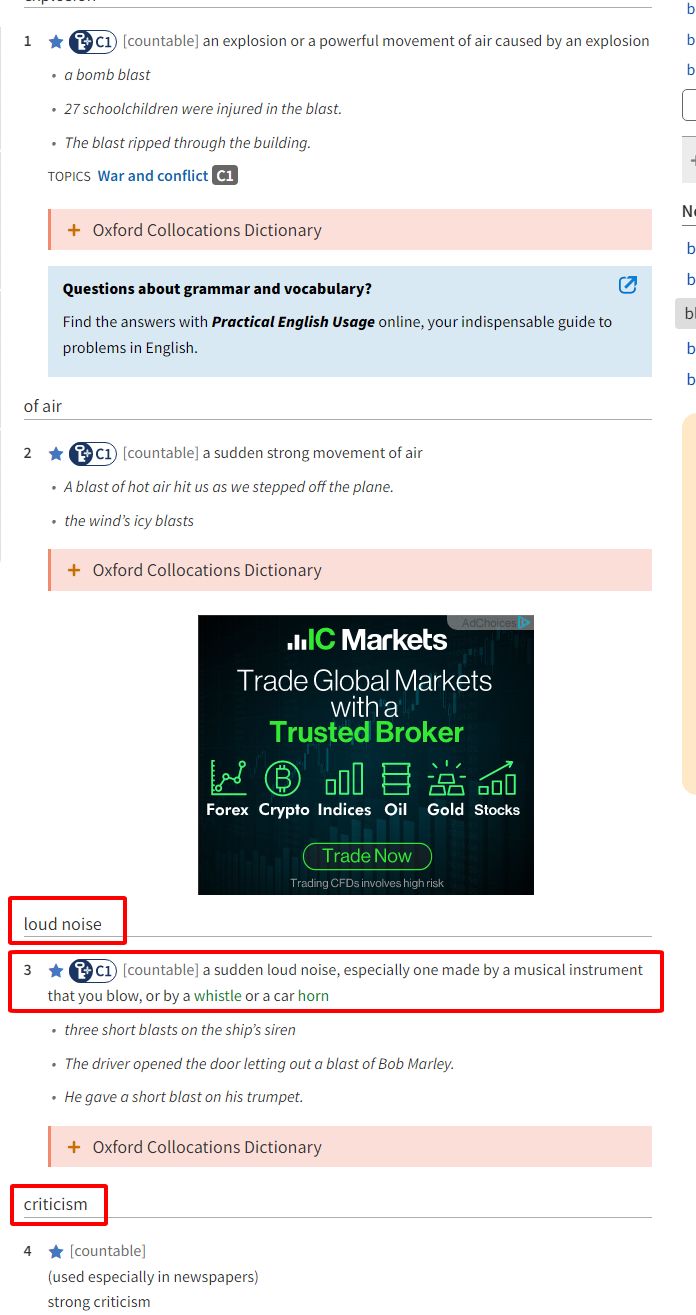 explosion
1 C1 [countable] an explosion or a powerful movement of air caused by an explosion
• a bomb blast
• 27 schoolchildren were injured in the blast.
• The blast ripped through the building.
TOPICS War and conflict C1
+ Oxford Collocations Dictionary
Questions about grammar and vocabulary?
Find the answers with Practical English Usage online, your indispensable guide to
problems in English.
of air
2 C1 [countable] a sudden strong movement of air
• A blast of hot air hit us as we stepped off the plane.
• the wind's icy blasts
+ Oxford Collocations Dictionary
AdChoices
IC Markets
Trade Global Markets
with a
Trusted Broker
Forex Crypto Indices Oil Gold Stocks
Trade Now
Trading CFDs involves high risk
loud noise
3 C1 [countable] a sudden loud noise, especially one made by a musical instrument
that you blow, or by a whistle or a car horn
• three short blasts on the ship's siren
• The driver opened the door letting out a blast of Bob Marley.
• He gave a short blast on his trumpet.
+ Oxford Collocations Dictionary
criticism
4 [countable]
(used especially in newspapers)
strong criticism